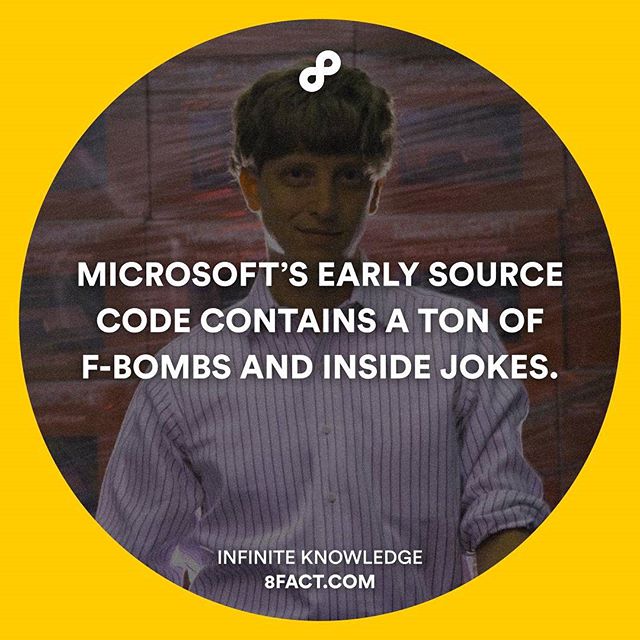 MICROSOFT’S EARLY SOURCE
CODE CONTAINS A TON OF
F-BOMBS AND INSIDE JOKES.
INFINITE KNOWLEDGE
8FACT.COM